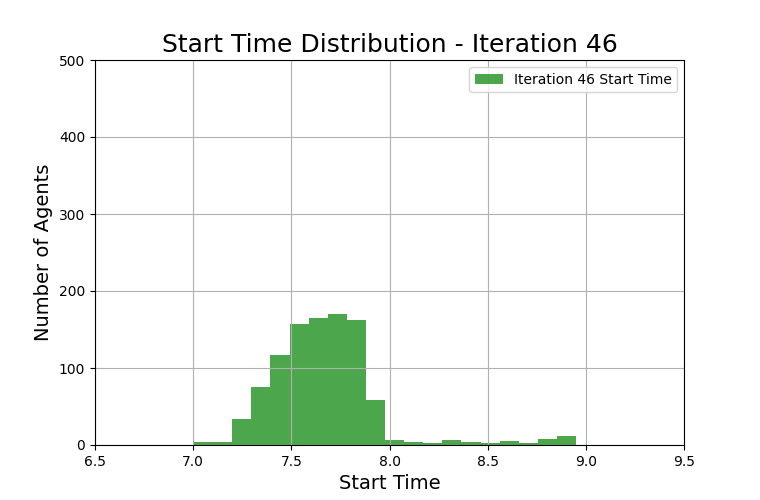 Start Time Distribution - Iteration 46
Iteration 46 Start Time
500
400
300
200
100
0
Number of Agents
6.5 7.0 7.5 8.0 8.5 9.0 9.5
Start Time